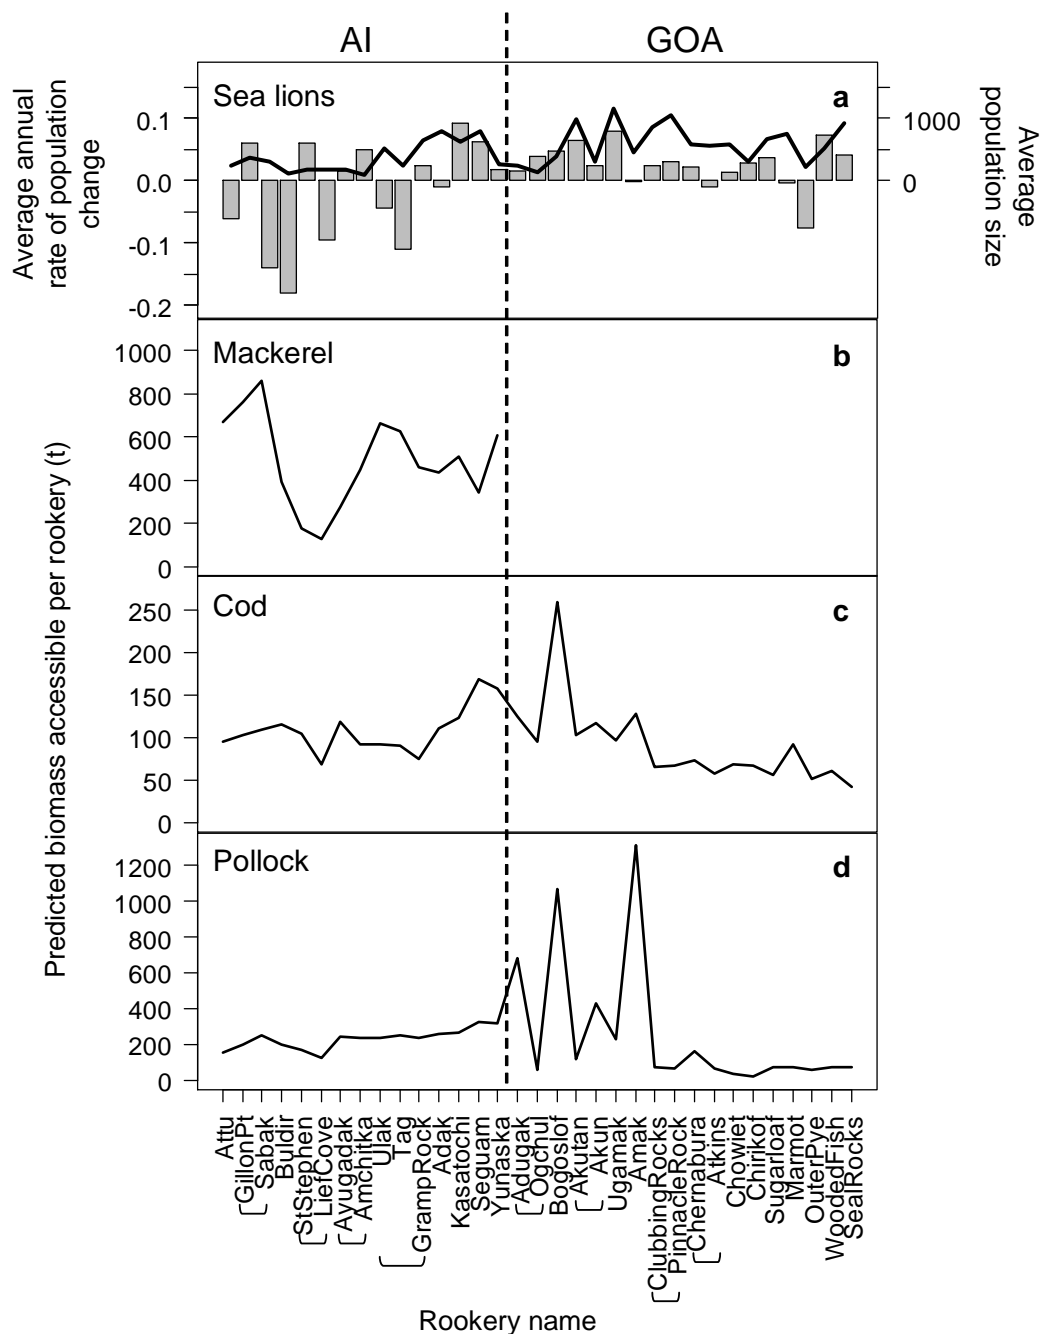 AI GOA
Sea lions a
Average annual
rate of population
change
0.1
0.0
-0.1
-0.2
1000
0
Average
population size
Mackerel b
1000
800
600
400
200
0
Predicted biomass accessible per rookery (t)
Cod c
250
200
150
100
50
0
Pollock d
1200
1000
800
600
400
200
0
Attu
GillonPt
Sabak
Buldir
StStephen
LiefCove
Ayugadak
Amchitka
Ulak
Tag
GrampRock
Adak
Kasatochi
Seguam
Yunaska
Adugak
Ogchul
Bogoslof
Akutan
Akun
Ugamak
Amak
ClubbingRocks
PinnacleRock
Chernabura
Atkins
Chowiet
Chirikof
Sugarloaf
Marmot
OuterPye
WoodedFish
SealRocks
Rookery name